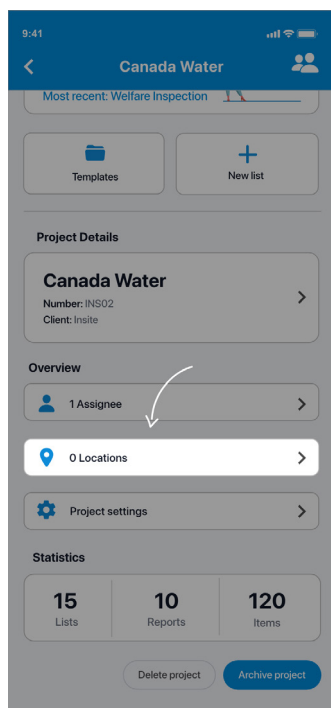 9:41
Canada Water
Most recent: Welfare Inspection
Templates
New list
Project Details
Canada Water
Number: INS02
Client: Insite
Overview
1 Assignee
0 Locations
Project settings
Statistics
15 10 120
Lists Reports Items
Delete project Archive project